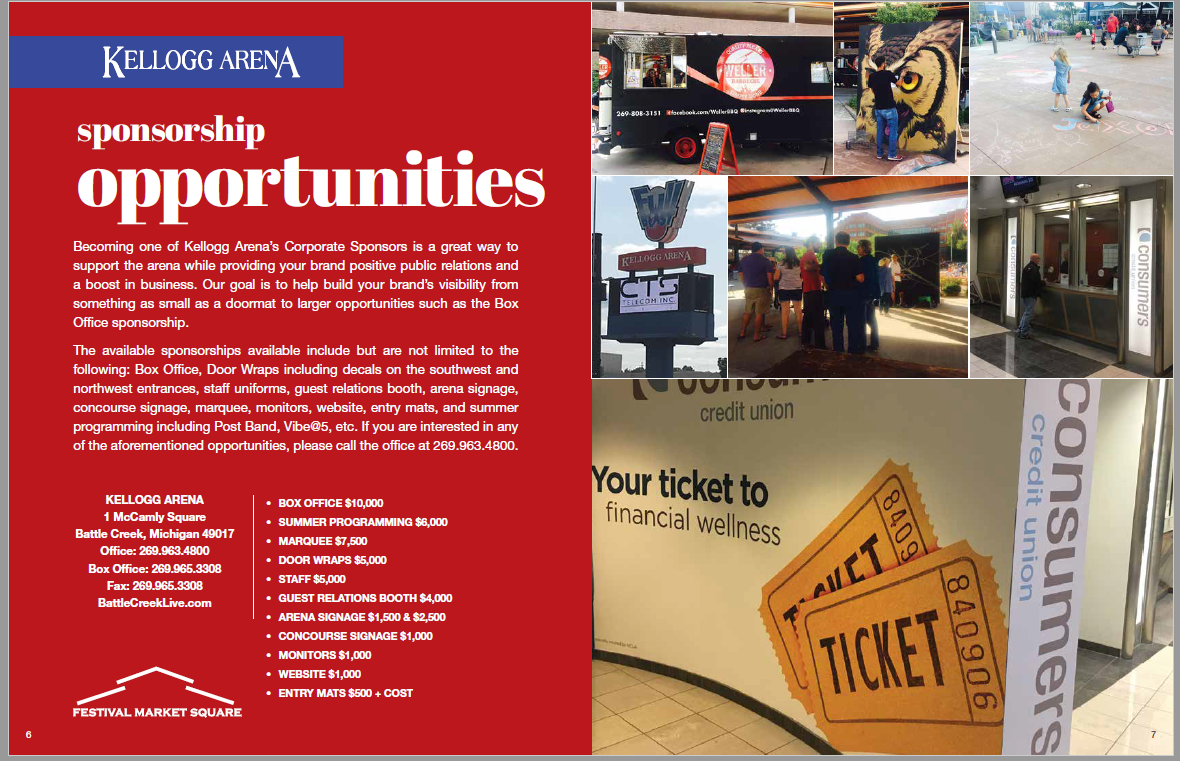 KELLOGG ARENA
sponsorship
opportunities
Becoming one of Kellogg Arena's Corporate Sponsors is a great way to
support the arena while providing your brand positive public relations and
a boost in business. Our goal is to help build your brand's visibility from
something as small as a doormat to larger opportunities such as the Box
Office sponsorship.
The available sponsorships available include but are not limited to the
following: Box Office, Door Wraps including decals on the southwest and
northwest entrances, staff uniforms, guest relations booth, arena signage,
concourse signage, marquee, monitors, website, entry mats, and summer
programming including Post Band, Vibe@5, etc. If you are interested in any
of the aforementioned opportunities, please call the office at 269.963.4800.
KELLOGG ARENA
1 McCamly Square
Battle Creek, Michigan 49017
Office: 269.963.4800
Box Office: 269.965.3308
Fax: 269.965.3308
BattleCreekLive.com
• BOX OFFICE $10,000
• SUMMER PROGRAMMING $6,000
• MARQUEE $7,500
• DOOR WRAPS $5,000
• STAFF $5,000
• GUEST RELATIONS BOOTH $4,000
• ARENA SIGNAGE $1,500 & $2,500
• CONCOURSE SIGNAGE $1,000
• MONITORS $1,000
• WEBSITE $1,000
• ENTRY MATS $500 + COST
FESTIVAL MARKET SQUARE
6
WELLER
269-808-3151 facebook.com/WellerBBQ @instagram@WellerBBQ
FULL
BLAST
KELLOGG ARENA
CTS
TELECOM INC.
consumers
consumers
credit union
Your ticket to
financial wellness
TICKET
8409
TICKET
840906
consumers
credit union
7